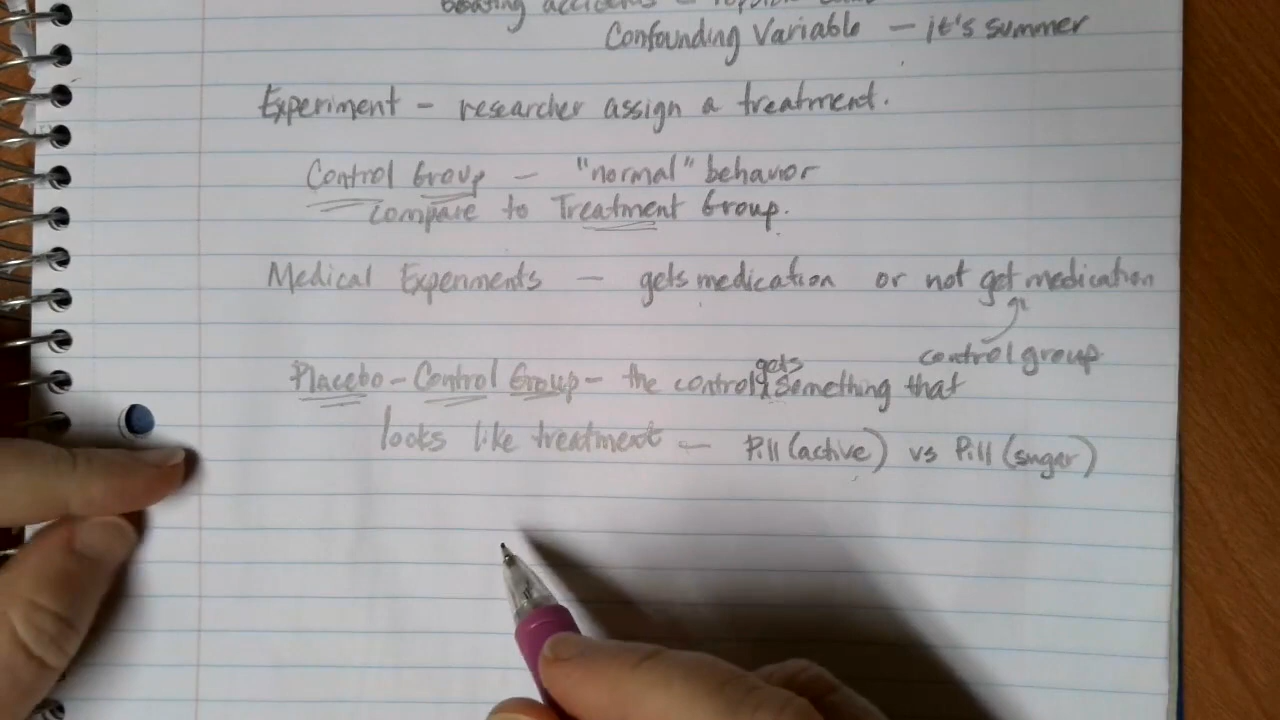 boating accidents
Confounding Variable – it's summer
Experiment – researcher assign a treatment.
Control Group – "normal" behavior
compare to Treatment Group.
Medical Experiments – gets medication or not get medication
control group
Placebo-Control Group – the control gets something that
looks like treatment – Pill (active) vs Pill (sugar)